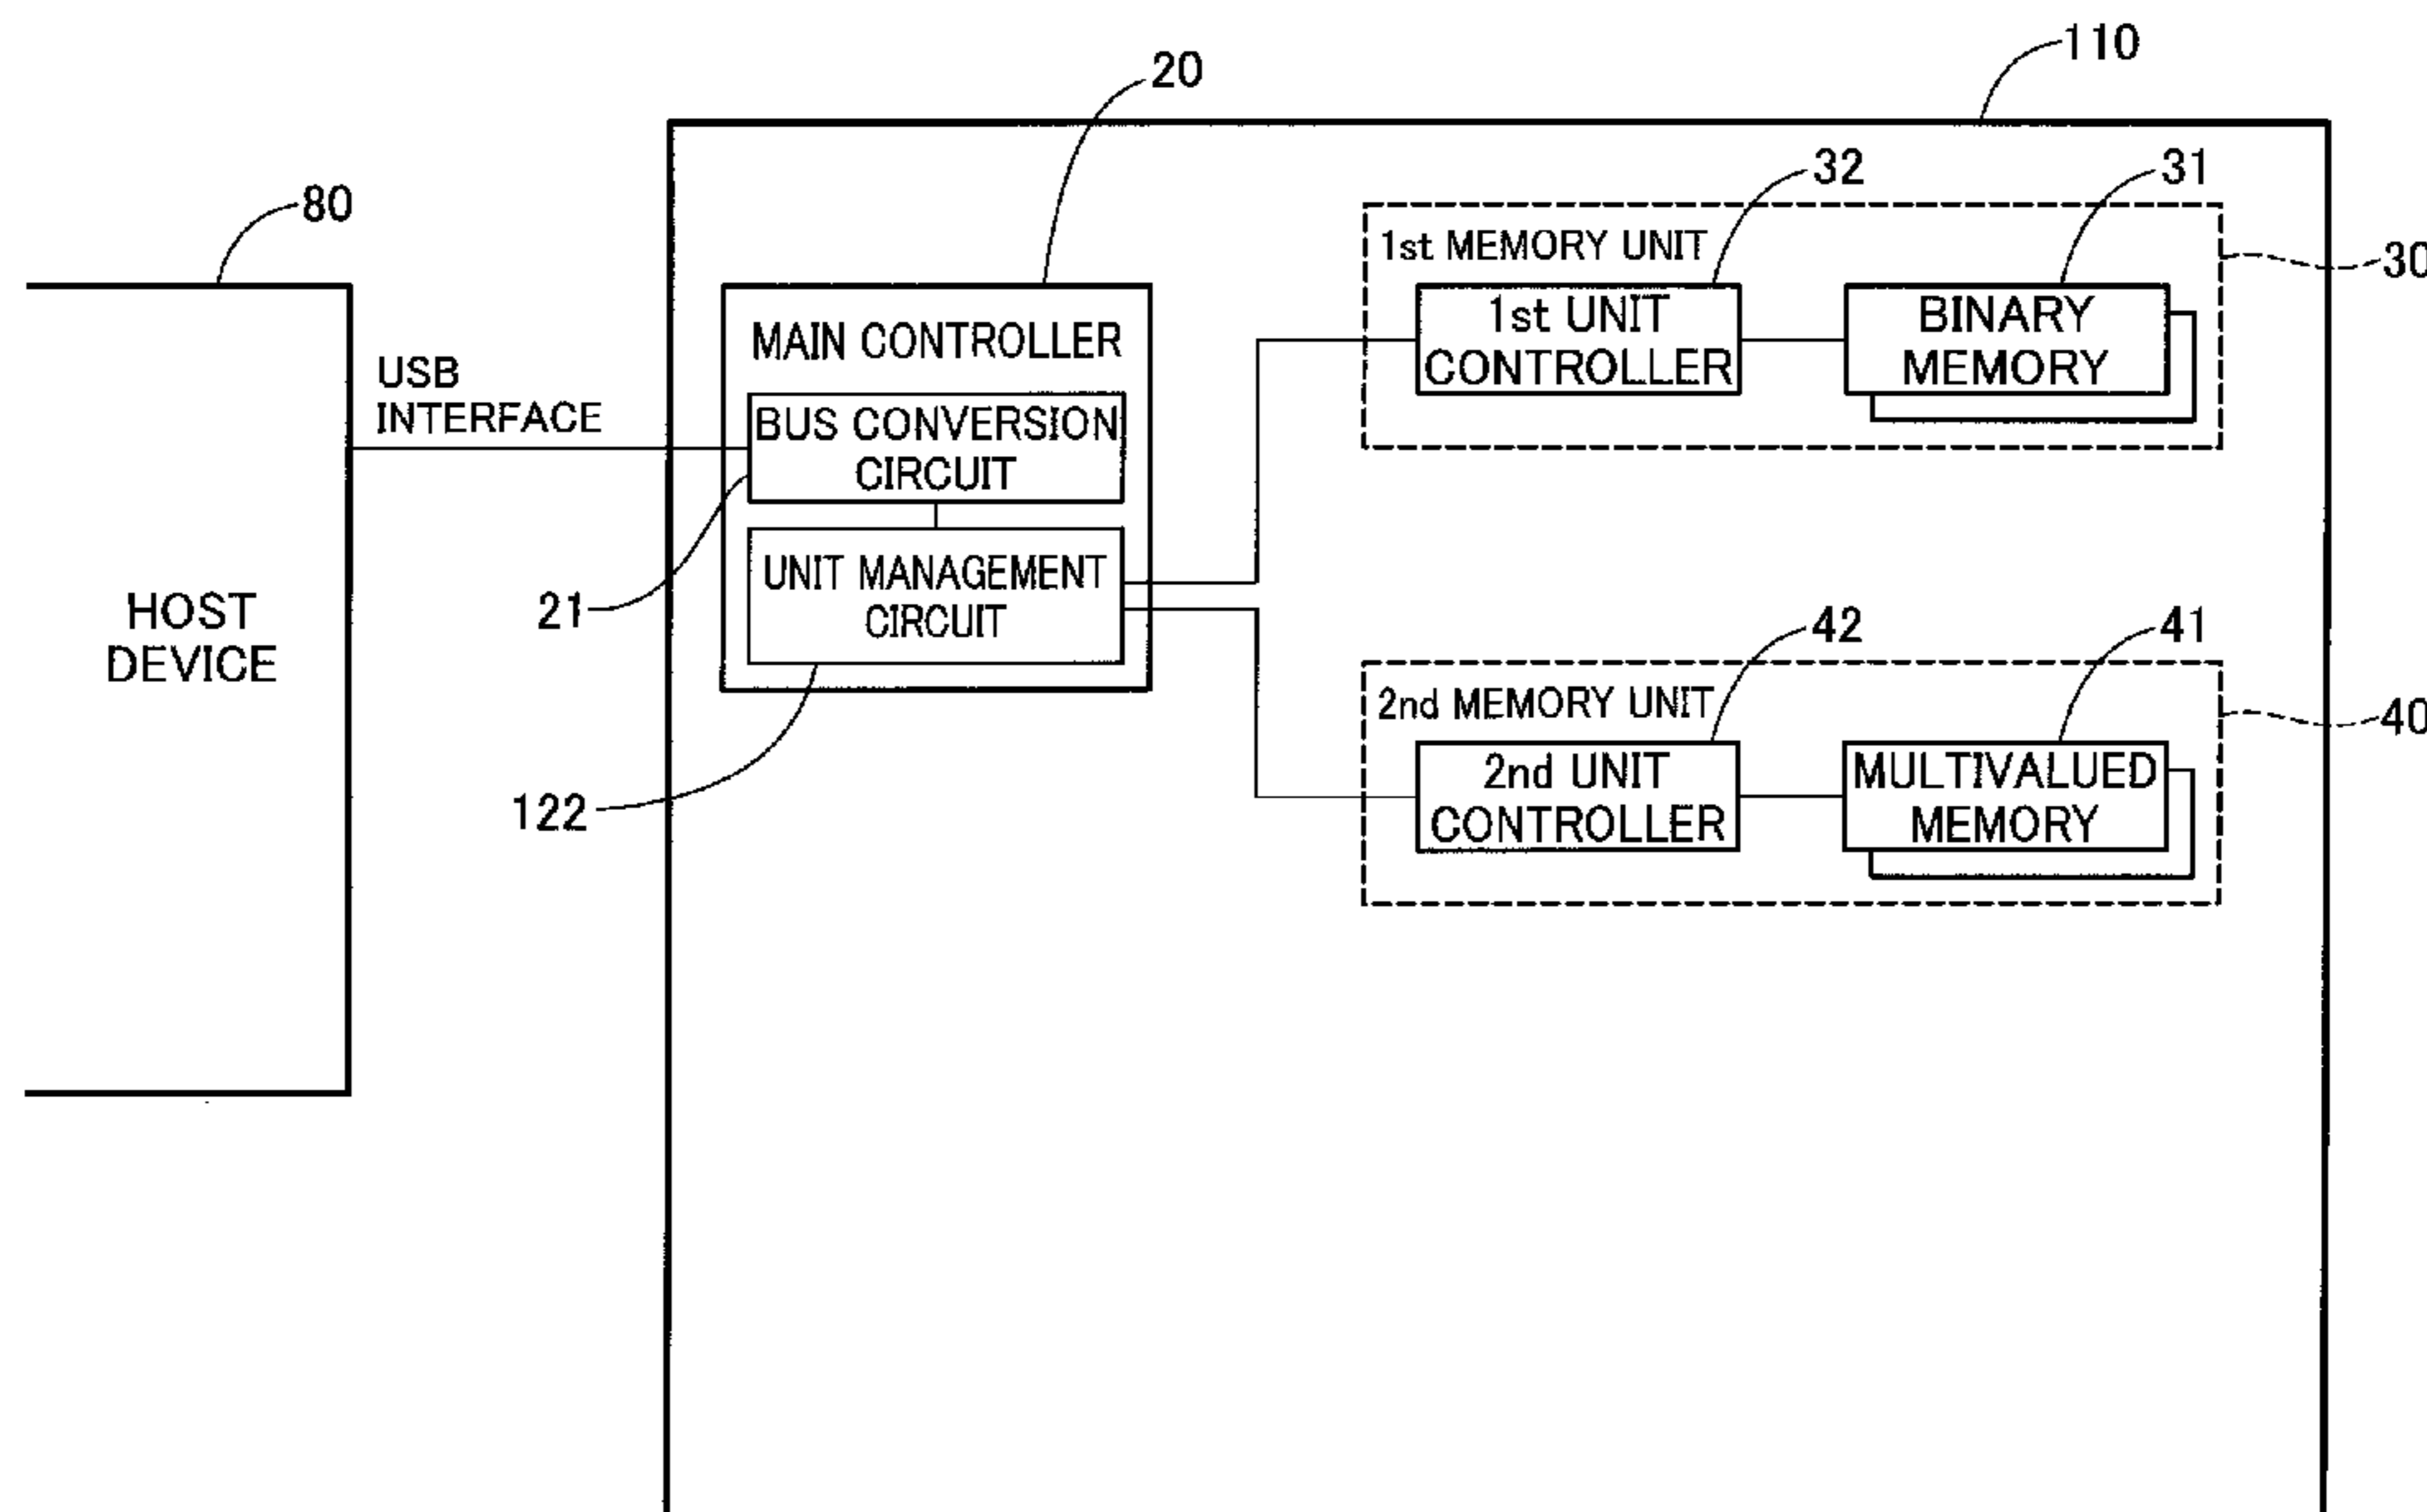 110
20
32
31
80
1st MEMORY UNIT
30
1st UNIT
CONTROLLER
BINARY
MEMORY
MAIN CONTROLLER
USB
INTERFACE
BUS CONVERSION
CIRCUIT
UNIT MANAGEMENT
CIRCUIT
21
HOST
DEVICE
42
41
2nd MEMORY UNIT
40
2nd UNIT
CONTROLLER
MULTIVALUED
MEMORY
122